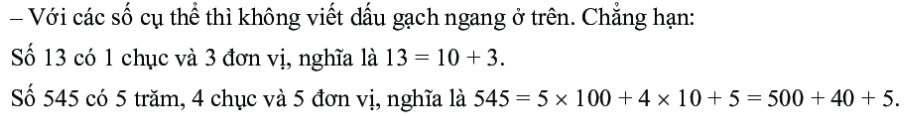 – Với các số cụ thể thì không viết dấu gạch ngang ở trên. Chẳng hạn:
Số 13 có 1 chục và 3 đơn vị, nghĩa là 13 = 10 + 3.
Số 545 có 5 trăm, 4 chục và 5 đơn vị, nghĩa là 545 = 5 × 100 + 4 × 10 + 5 = 500 + 40 + 5.